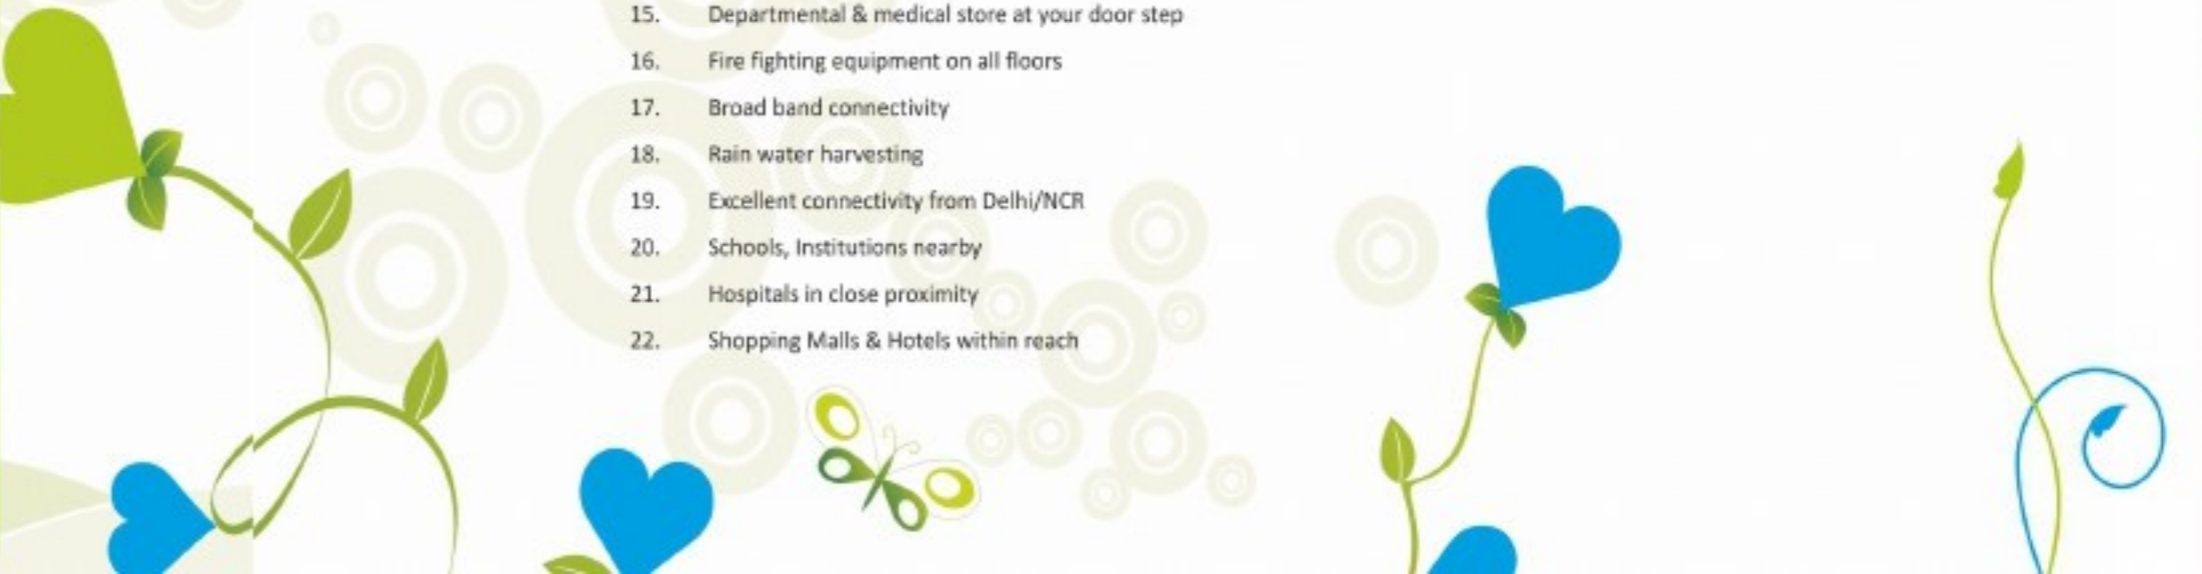 15. Departmental & medical store at your door step
16. Fire fighting equipment on all floors
17. Broad band connectivity
18. Rain water harvesting
19. Excellent connectivity from Delhi/NCR
20. Schools, Institutions nearby
21. Hospitals in close proximity
22. Shopping Malls & Hotels within reach